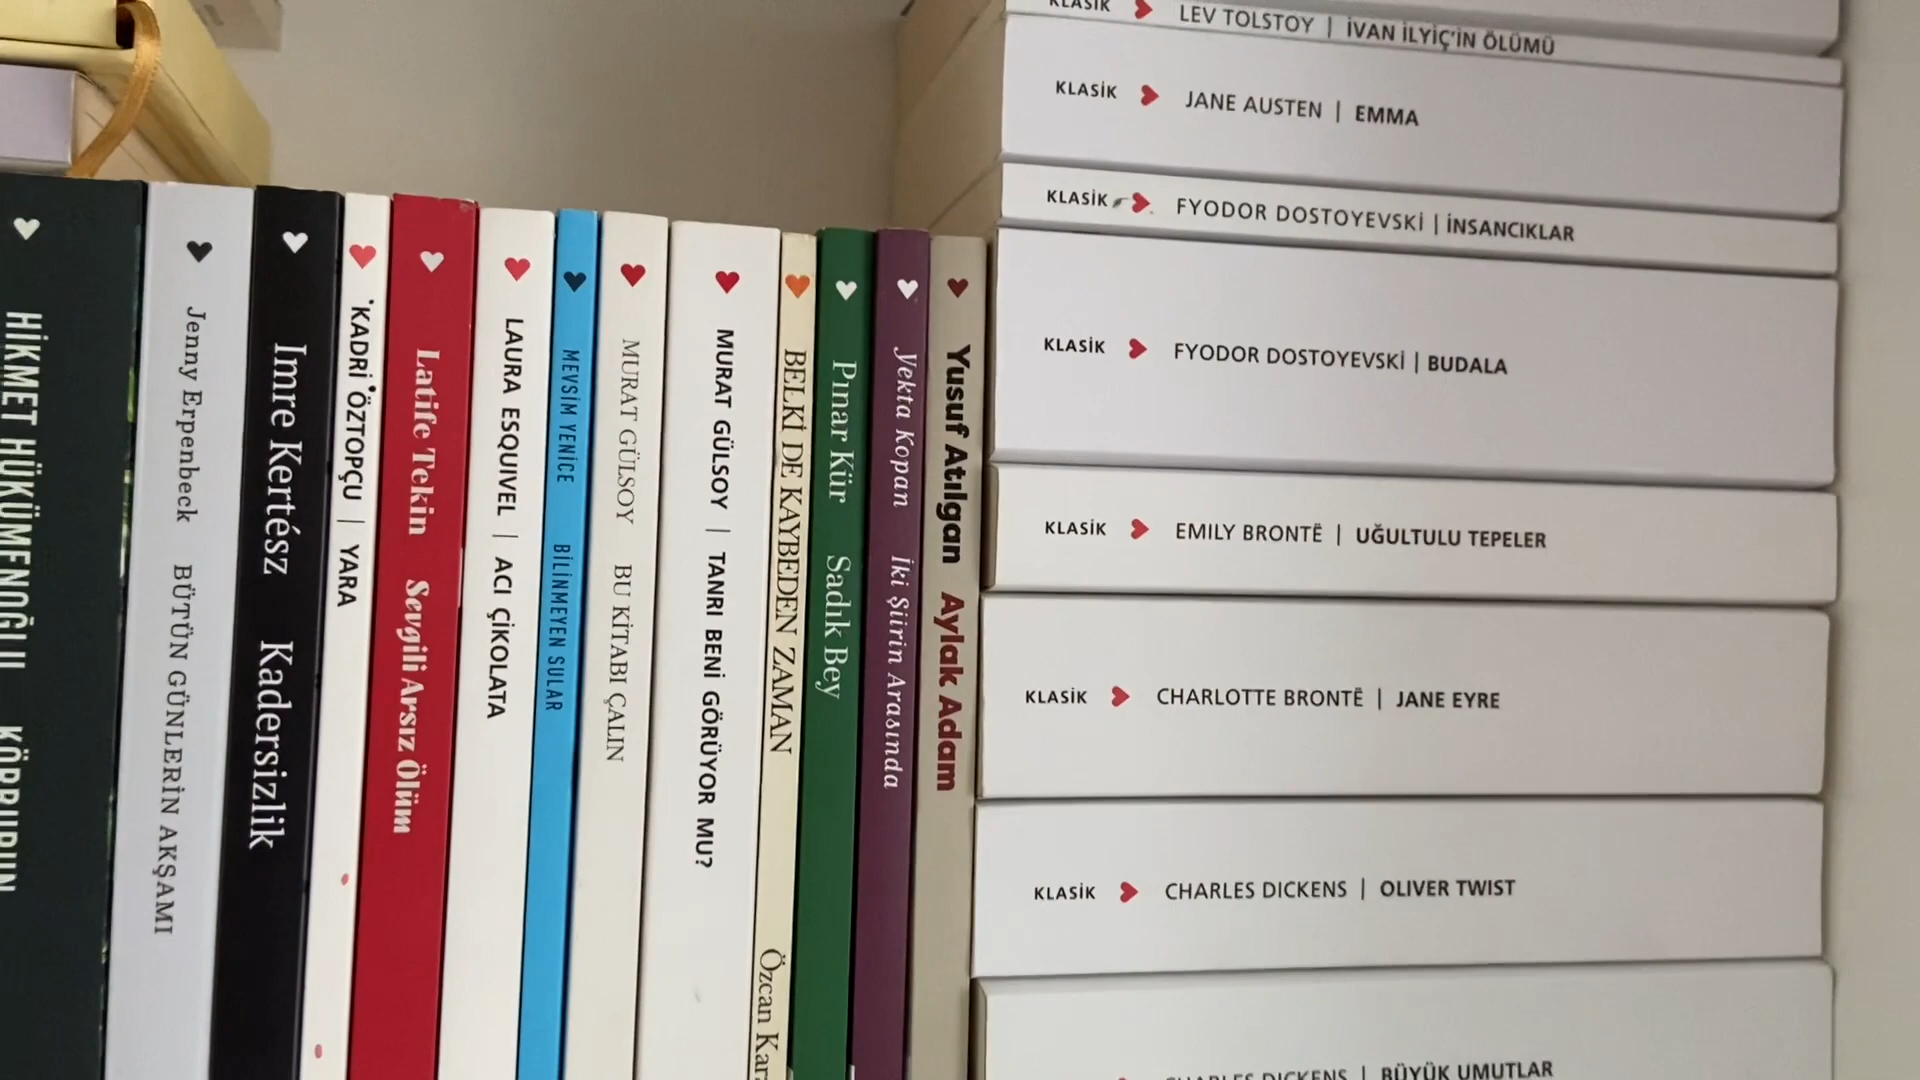 HİKMET HÜKÜMENOĞLU KÖRBURUN
Jenny Erpenbeck BÜTÜN GÜNLERİN AKŞAMI
Imre Kertész Kadersizlik
KADRİ ÖZTOPÇU | YARA
Latife Tekin Sevgili Arsız Ölüm
LAURA ESQUIVEL | ACI ÇİKOLATA
MEVSİM YENİCE BİLİNMEYEN SULAR
MURAT GÜLSOY BU KİTABI ÇALIN
MURAT GÜLSOY | TANRI BENİ GÖRÜYOR MU?
BELKİ DE KAYBEDEN ZAMAN Özcan
Pınar Kür Sadık Bey
Yekta Kopan İki Şiirin Arasında
Yusuf Atılgan Aylak Adam
KLASİK LEV TOLSTOY | İVAN İLYİÇ'İN ÖLÜMÜ
KLASİK JANE AUSTEN | EMMA
KLASİK FYODOR DOSTOYEVSKİ | İNSANCIKLAR
KLASİK FYODOR DOSTOYEVSKİ | BUDALA
KLASİK EMILY BRONTË | UĞULTULU TEPELER
KLASİK CHARLOTTE BRONTË | JANE EYRE
KLASİK CHARLES DICKENS | OLIVER TWIST
CHARLES DICKENS | BÜYÜK UMUTLAR